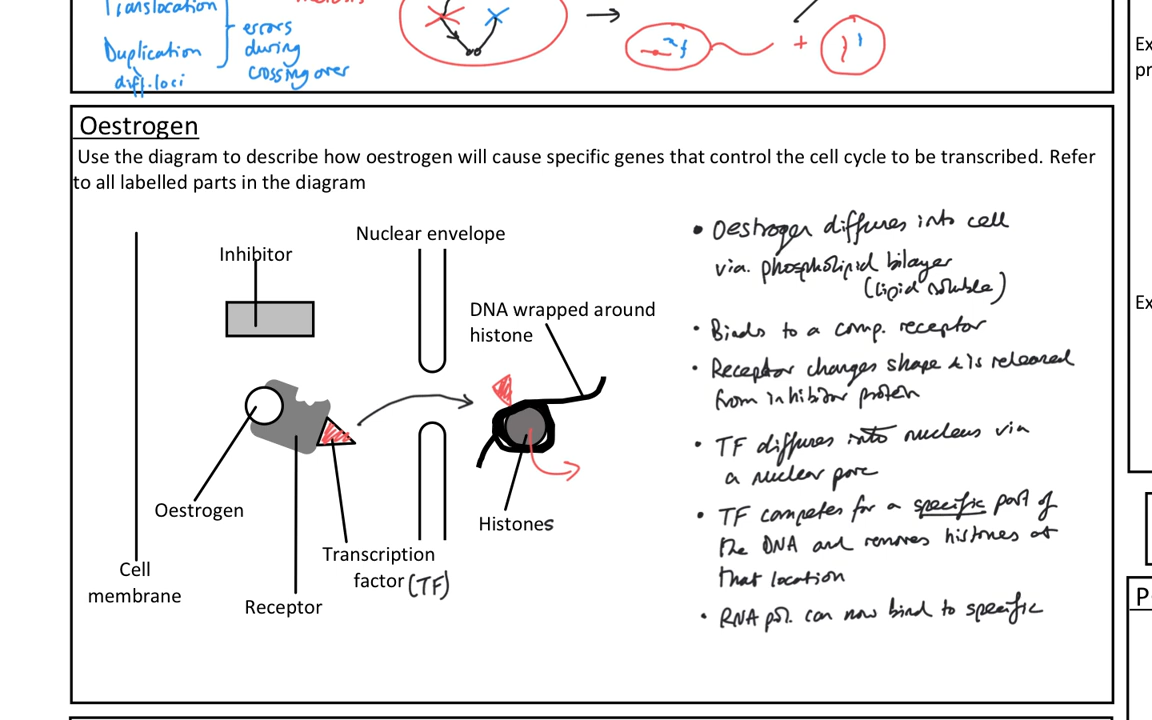 Translocation
Duplication
diff. loci
errors
during
crossing over
+
Ex
pr
Oestrogen
Use the diagram to describe how oestrogen will cause specific genes that control the cell cycle to be transcribed. Refer
to all labelled parts in the diagram
Nuclear envelope
Inhibitor
DNA wrapped around
histone
Oestrogen
Histones
Transcription
factor (TF)
Cell
membrane
Receptor
• Oestrogen diffuses into cell
via. phospholipid bilayer
(lipid soluble)
• Binds to a comp. receptor
• Receptor changes shape & is released
from inhibitor protein
• TF diffuses into nucleus via
a nuclear pore
• TF competes for a specific part of
the DNA and removes histones at
that location
• RNA pol. can now bind to specific
Ex
P